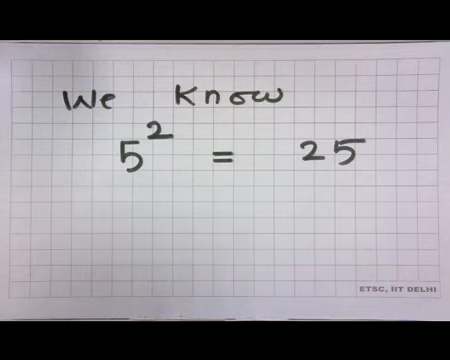 We Know
5² = 25
ETSC, IIT DELHI